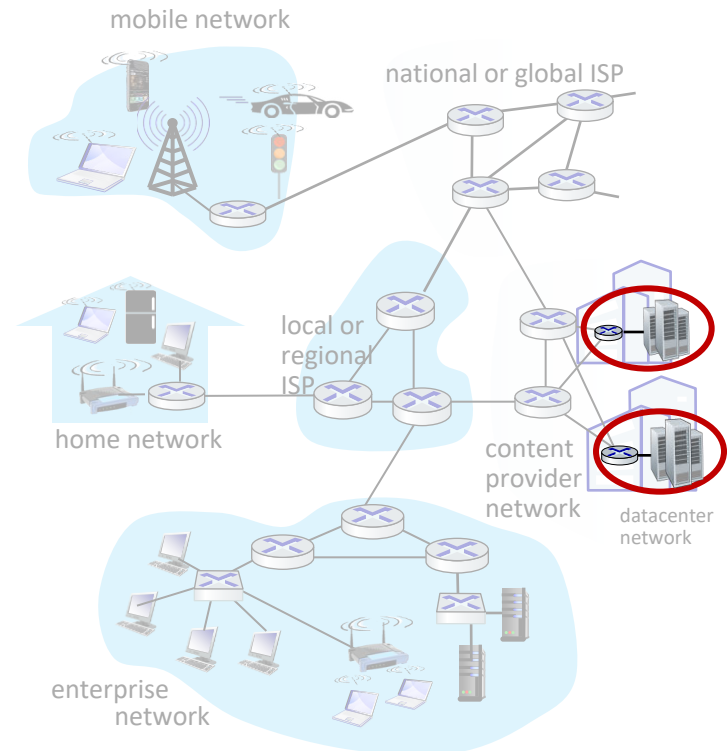 mobile network
national or global ISP
local or
regional
ISP
home network
content
provider
network
datacenter
network
enterprise
network